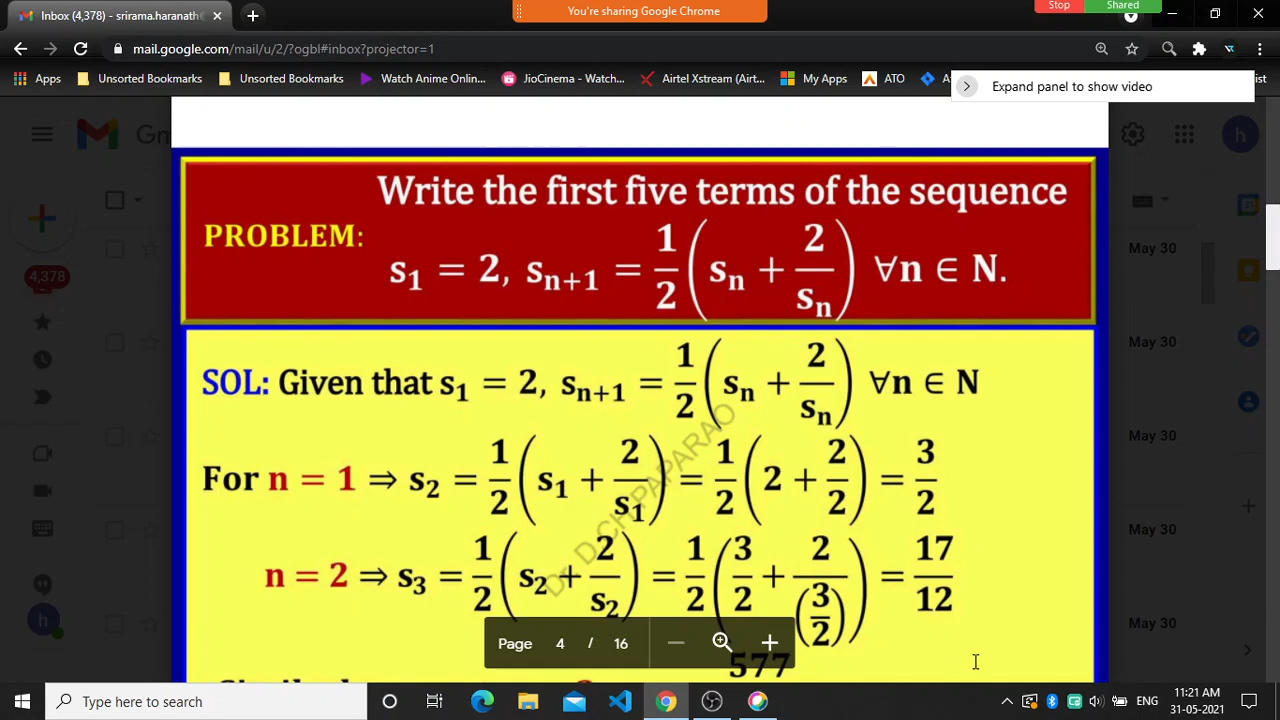 Inbox (4,378) - srirama.haranath
You're sharing Google Chrome
Stop
Shared
mail.google.com/mail/u/2/?ogbl#inbox?projector=1
Apps
Unsorted Bookmarks
Unsorted Bookmarks
Watch Anime Onlin...
JioCinema - Watch...
Airtel Xstream (Airt...
My Apps
ATO
Expand panel to show video
4,378
Write the first five terms of the sequence
PROBLEM: s₁ = 2, sₙ₊₁ = 1/2 (sₙ + 2/sₙ) ∀n ∈ N.
SOL: Given that s₁ = 2, sₙ₊₁ = 1/2 (sₙ + 2/sₙ) ∀n ∈ N
For n = 1 ⇒ s₂ = 1/2 (s₁ + 2/s₁) = 1/2 (2 + 2/2) = 3/2
n = 2 ⇒ s₃ = 1/2 (s₂ + 2/s₂) = 1/2 (3/2 + 2/(3/2)) = 17/12
577
Dr. D CH PAPARAO
Page 4 / 16
h
May 30
May 30
May 30
May 30
May 30
h
Type here to search
ENG
11:21 AM
31-05-2021